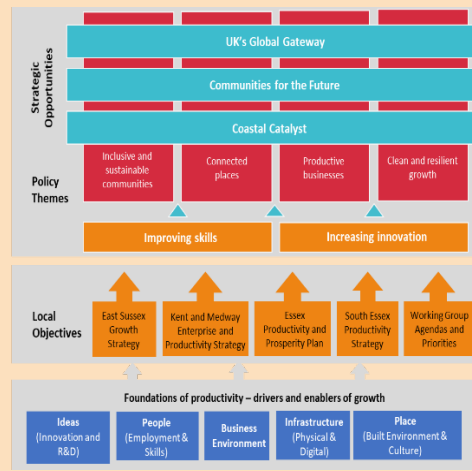 Strategic
Opportunities
UK's Global Gateway
Communities for the Future
Coastal Catalyst
Policy
Themes
Inclusive and
sustainable
communities
Connected
places
Productive
businesses
Clean and resilient
growth
Improving skills
Increasing innovation
Local
Objectives
East Sussex
Growth
Strategy
Kent and Medway
Enterprise and
Productivity Strategy
Essex
Productivity and
Prosperity Plan
South Essex
Productivity
Strategy
Working Group
Agendas and
Priorities
Foundations of productivity – drivers and enablers of growth
Ideas
(Innovation and
R&D)
People
(Employment &
Skills)
Business
Environment
Infrastructure
(Physical &
Digital)
Place
(Built Environment &
Culture)